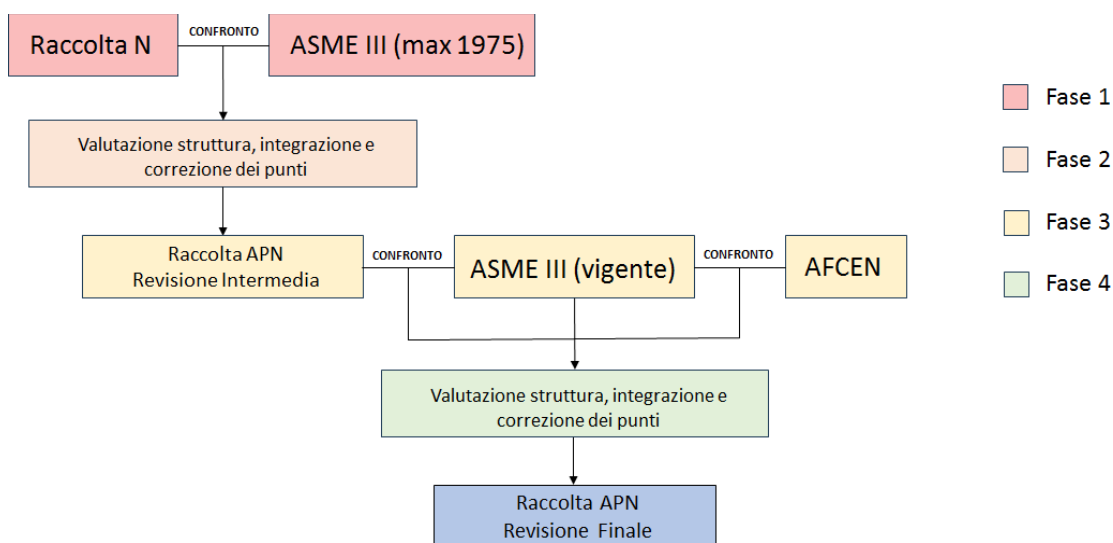 Raccolta N
CONFRONTO
ASME III (max 1975)
Valutazione struttura, integrazione e
correzione dei punti
Raccolta APN
Revisione Intermedia
CONFRONTO
ASME III (vigente)
CONFRONTO
AFCEN
Valutazione struttura, integrazione e
correzione dei punti
Raccolta APN
Revisione Finale
Fase 1
Fase 2
Fase 3
Fase 4